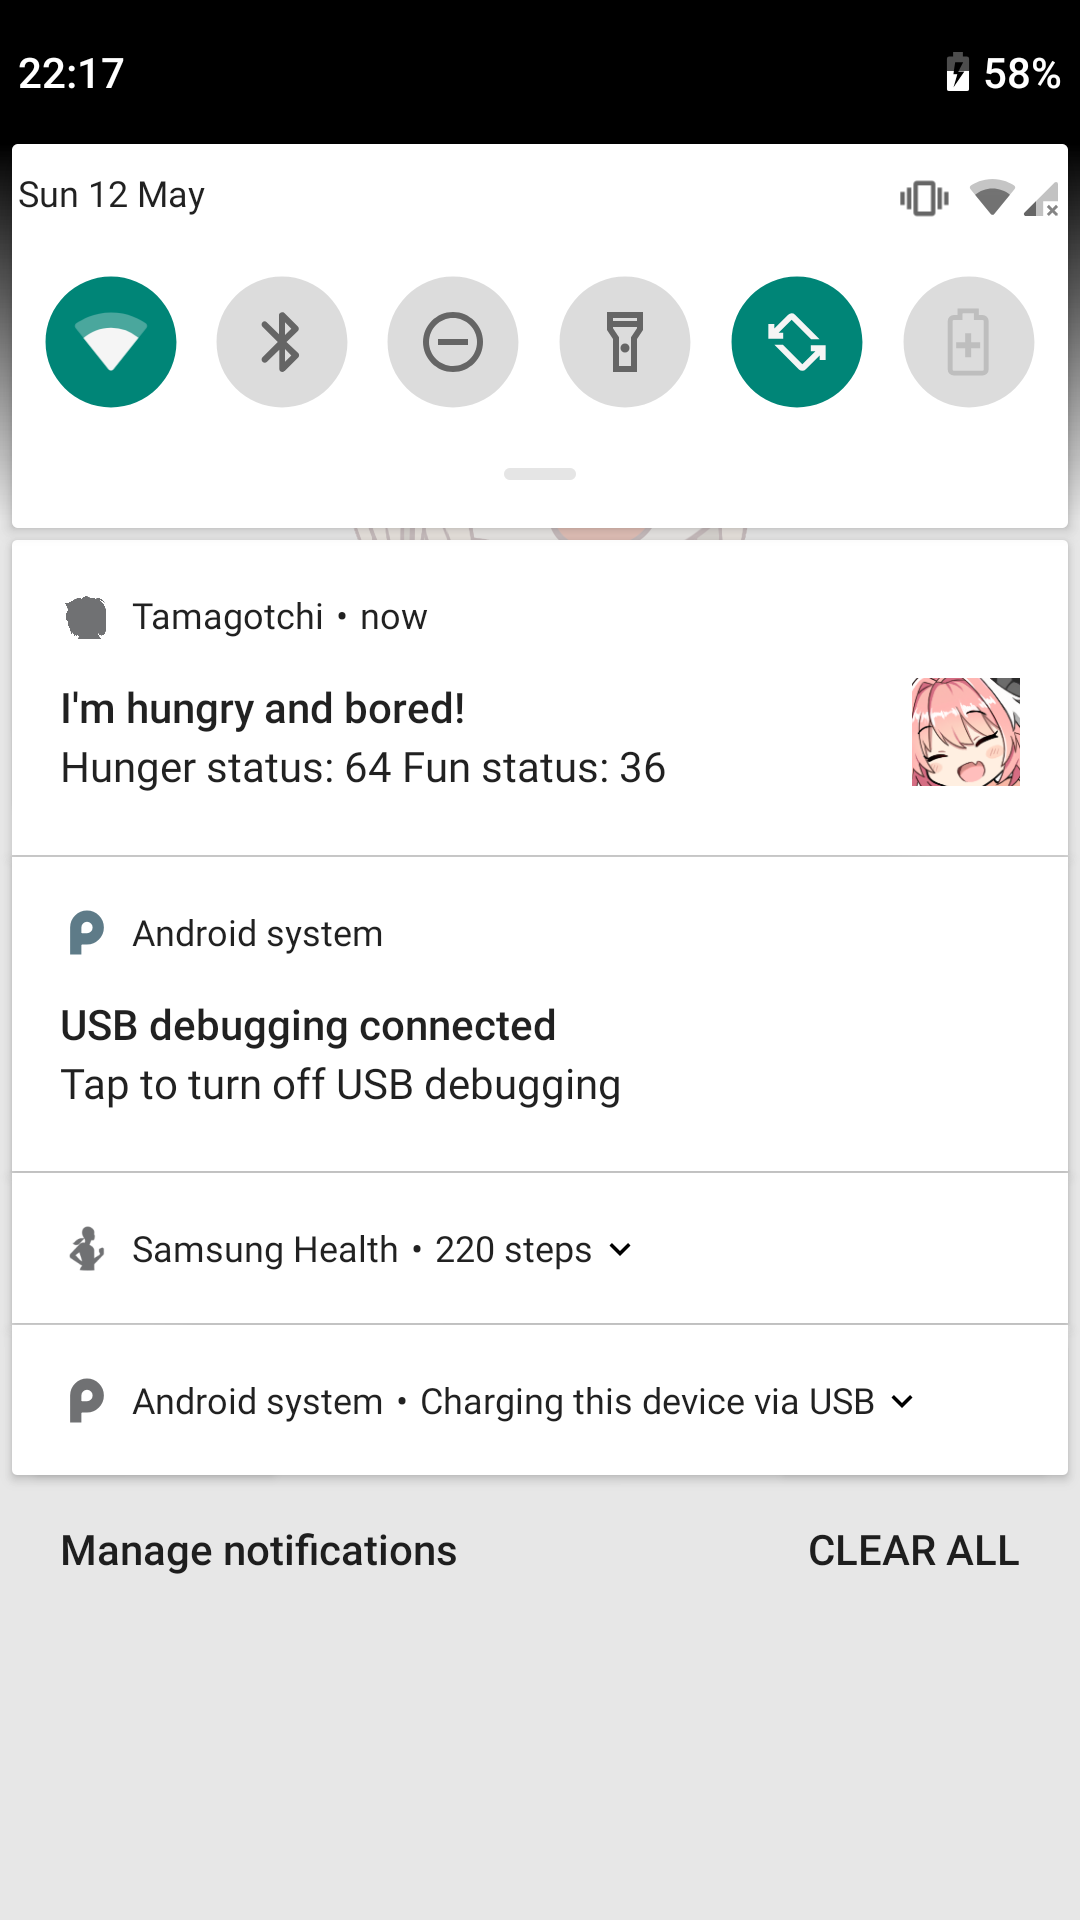 22:17
58%
Sun 12 May
Tamagotchi • now
I'm hungry and bored!
Hunger status: 64 Fun status: 36
Android system
USB debugging connected
Tap to turn off USB debugging
Samsung Health • 220 steps
Android system • Charging this device via USB
Manage notifications
CLEAR ALL